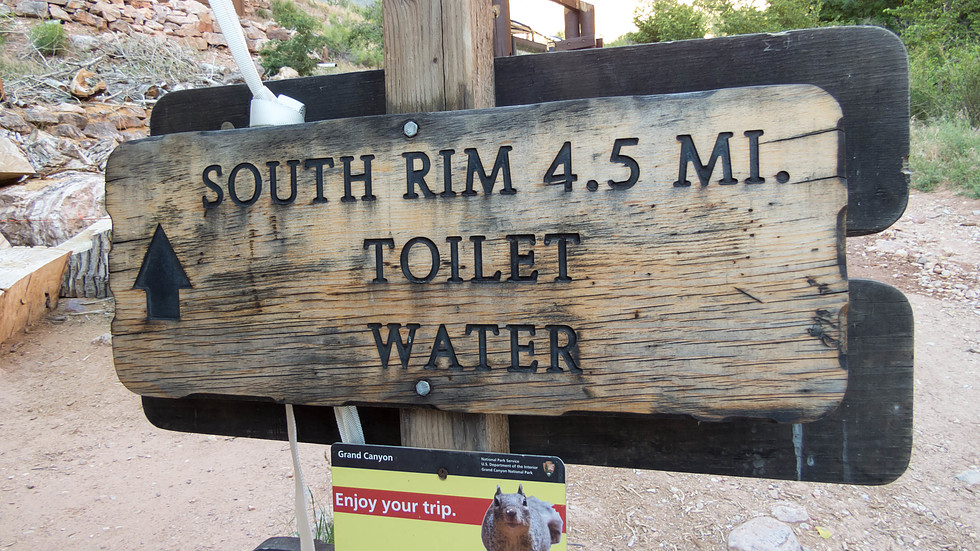 SOUTH RIM 4.5 MI.
TOILET
WATER
Grand Canyon
National Park Service
U.S. Department of the Interior
Grand Canyon National Park
Enjoy your trip.